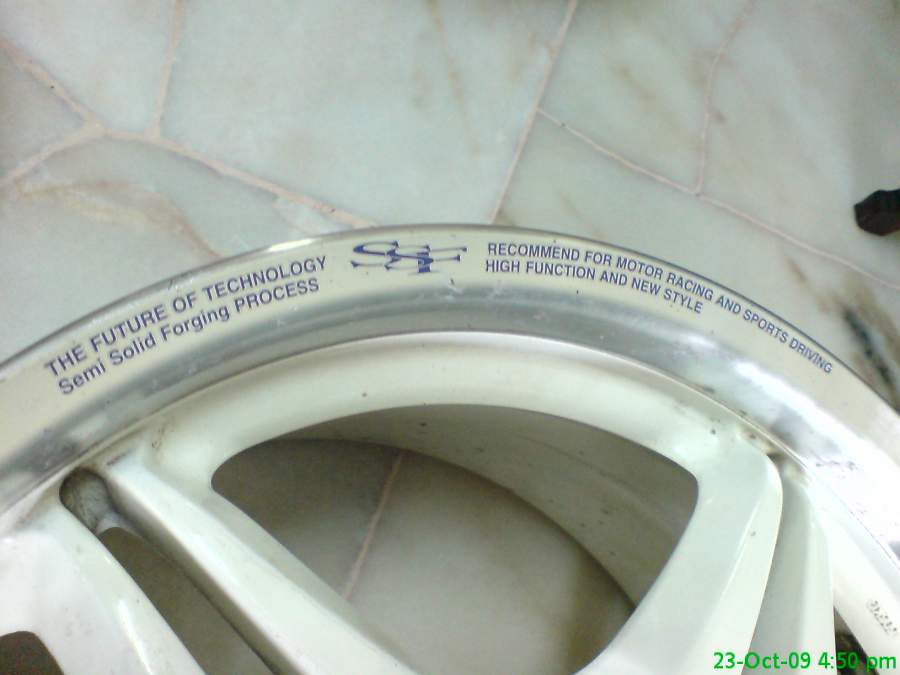 THE FUTURE OF TECHNOLOGY
Semi Solid Forging PROCESS
SSF
RECOMMEND FOR MOTOR RACING AND SPORTS DRIVING
HIGH FUNCTION AND NEW STYLE
23-Oct-09 4:50 pm